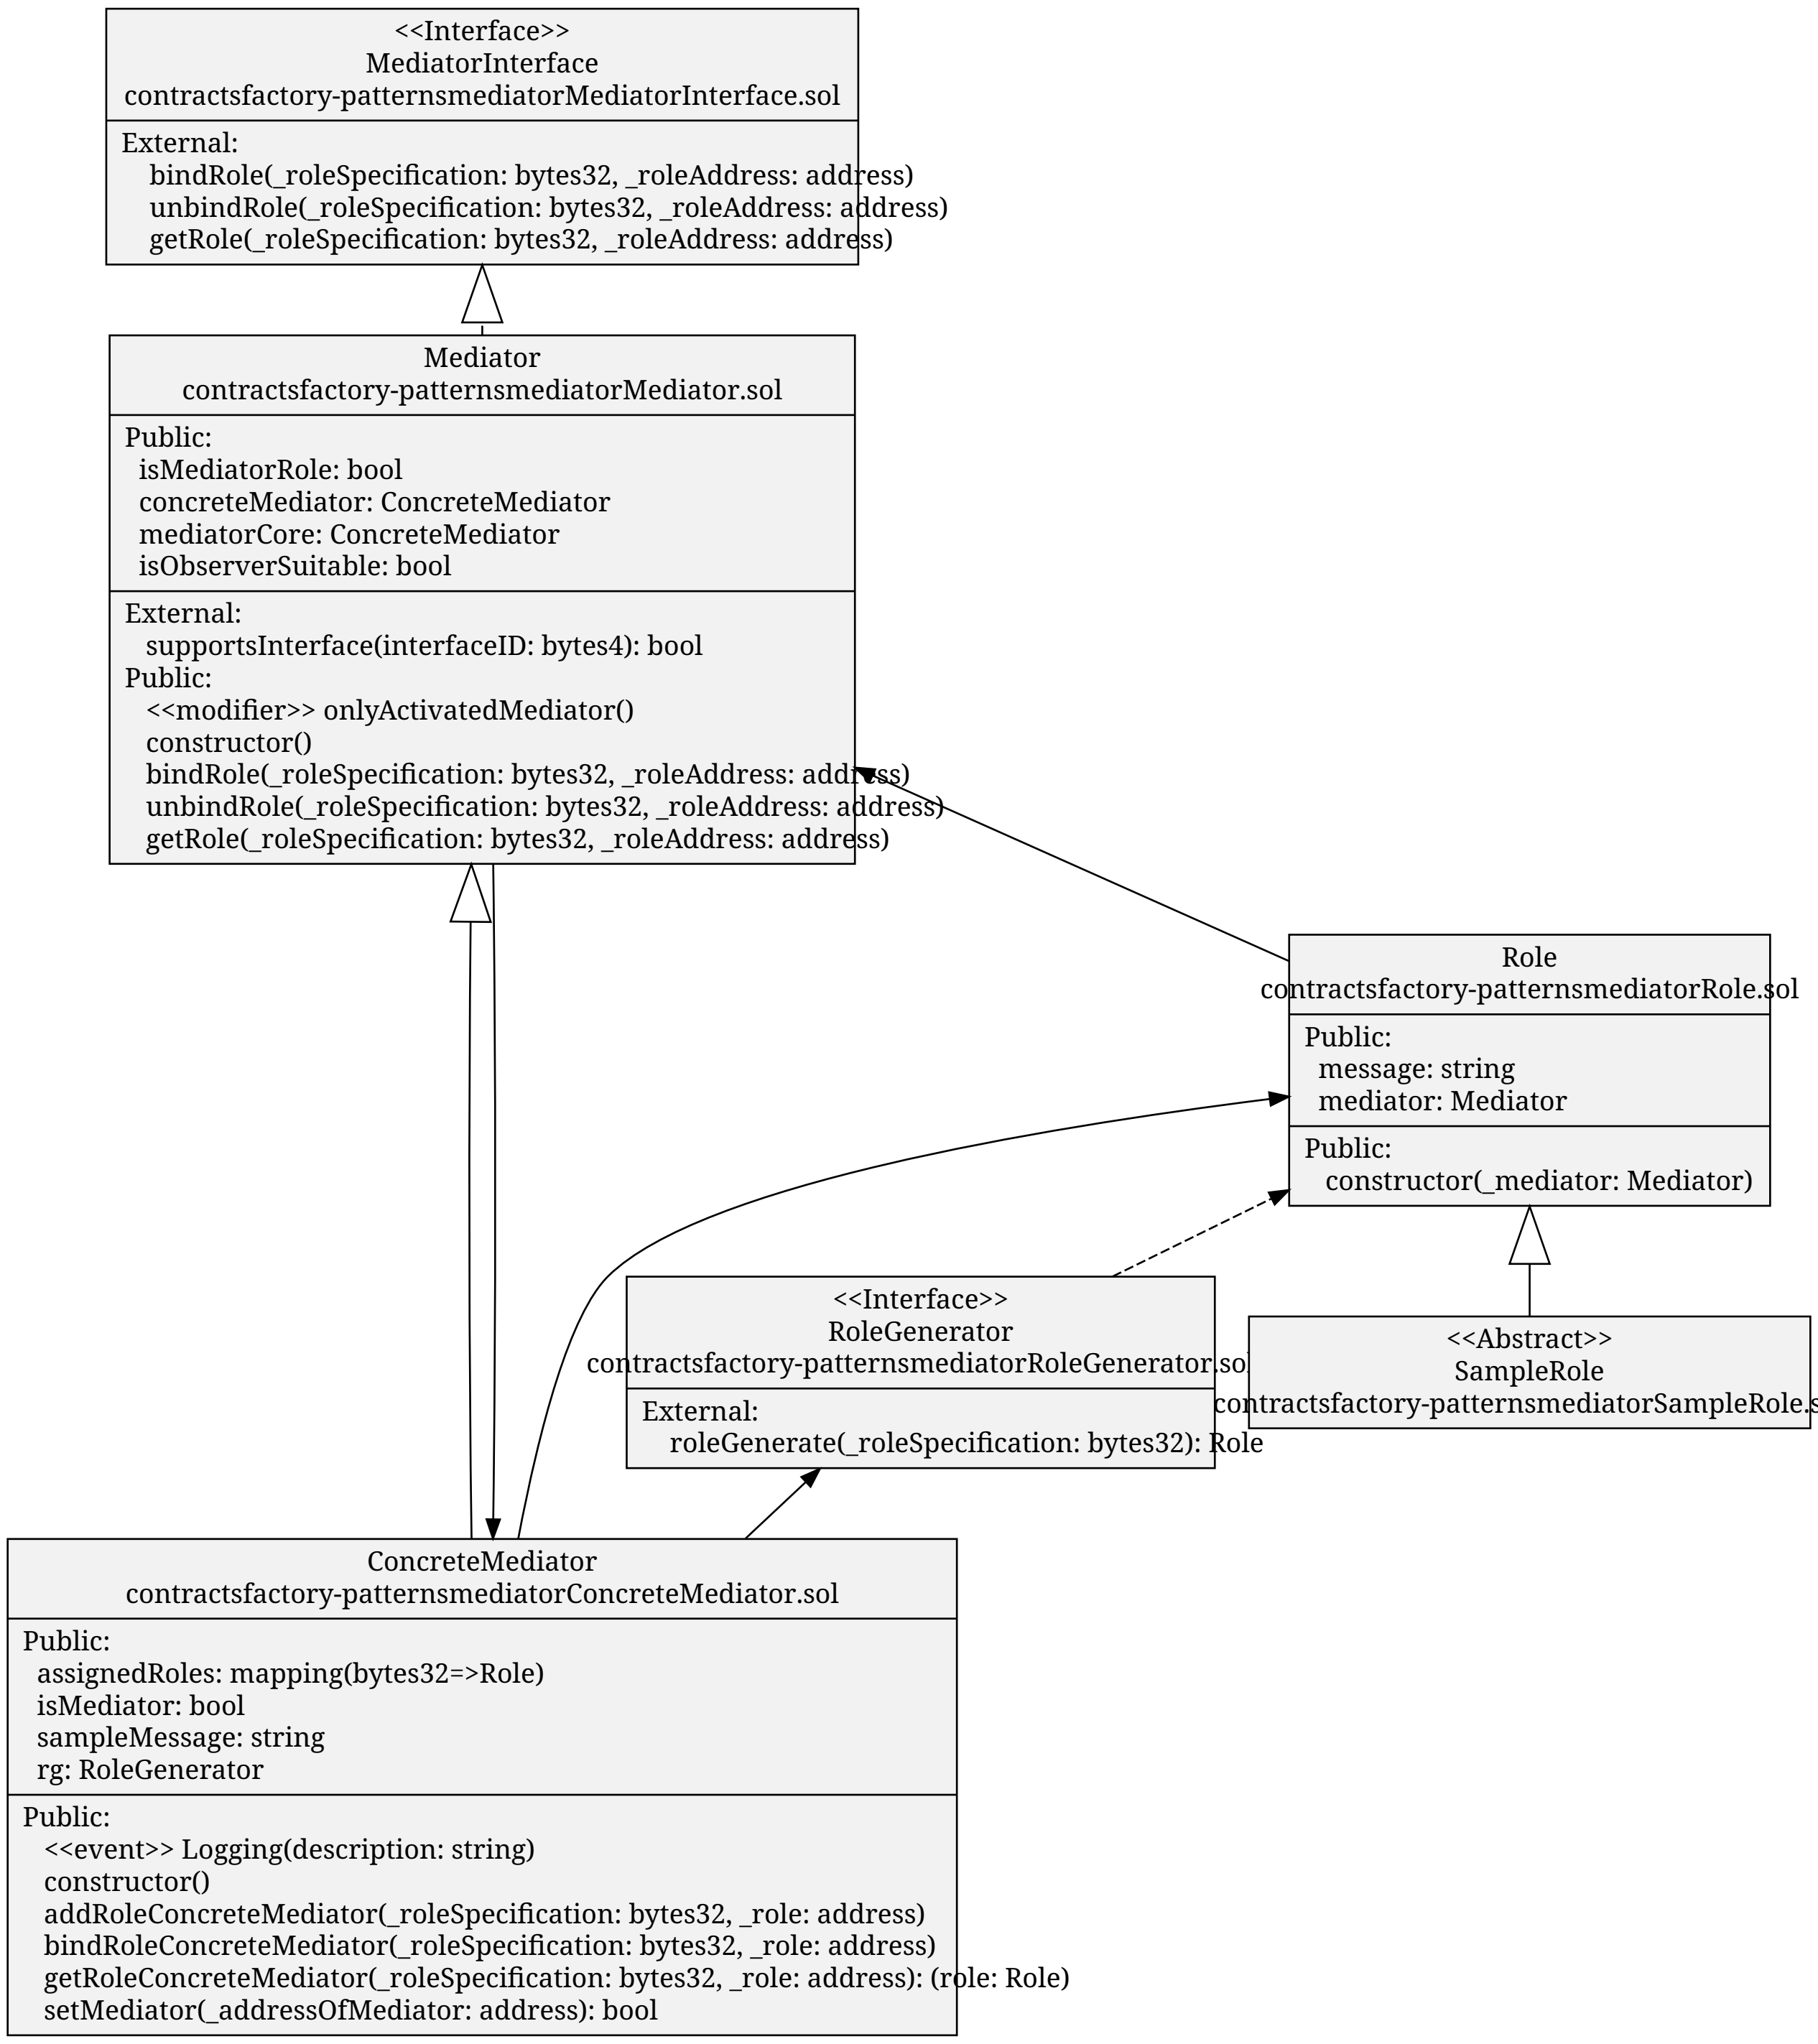 <<Interface>>
MediatorInterface
contractsfactory-patternsmediatorMediatorInterface.sol
External:
bindRole(_roleSpecification: bytes32, _roleAddress: address)
unbindRole(_roleSpecification: bytes32, _roleAddress: address)
getRole(_roleSpecification: bytes32, _roleAddress: address)
Mediator
contractsfactory-patternsmediatorMediator.sol
Public:
isMediatorRole: bool
concreteMediator: ConcreteMediator
mediatorCore: ConcreteMediator
isObserverSuitable: bool
External:
supportsInterface(interfaceID: bytes4): bool
Public:
<<modifier>> onlyActivatedMediator()
constructor()
bindRole(_roleSpecification: bytes32, _roleAddress: address)
unbindRole(_roleSpecification: bytes32, _roleAddress: address)
getRole(_roleSpecification: bytes32, _roleAddress: address)
Role
contractsfactory-patternsmediatorRole.sol
Public:
message: string
mediator: Mediator
Public:
constructor(_mediator: Mediator)
<<Interface>>
RoleGenerator
contractsfactory-patternsmediatorRoleGenerator.sol
External:
roleGenerate(_roleSpecification: bytes32): Role
<<Abstract>>
SampleRole
contractsfactory-patternsmediatorSampleRole.s
ConcreteMediator
contractsfactory-patternsmediatorConcreteMediator.sol
Public:
assignedRoles: mapping(bytes32=>Role)
isMediator: bool
sampleMessage: string
rg: RoleGenerator
Public:
<<event>> Logging(description: string)
constructor()
addRoleConcreteMediator(_roleSpecification: bytes32, _role: address)
bindRoleConcreteMediator(_roleSpecification: bytes32, _role: address)
getRoleConcreteMediator(_roleSpecification: bytes32, _role: address): (role: Role)
setMediator(_addressOfMediator: address): bool